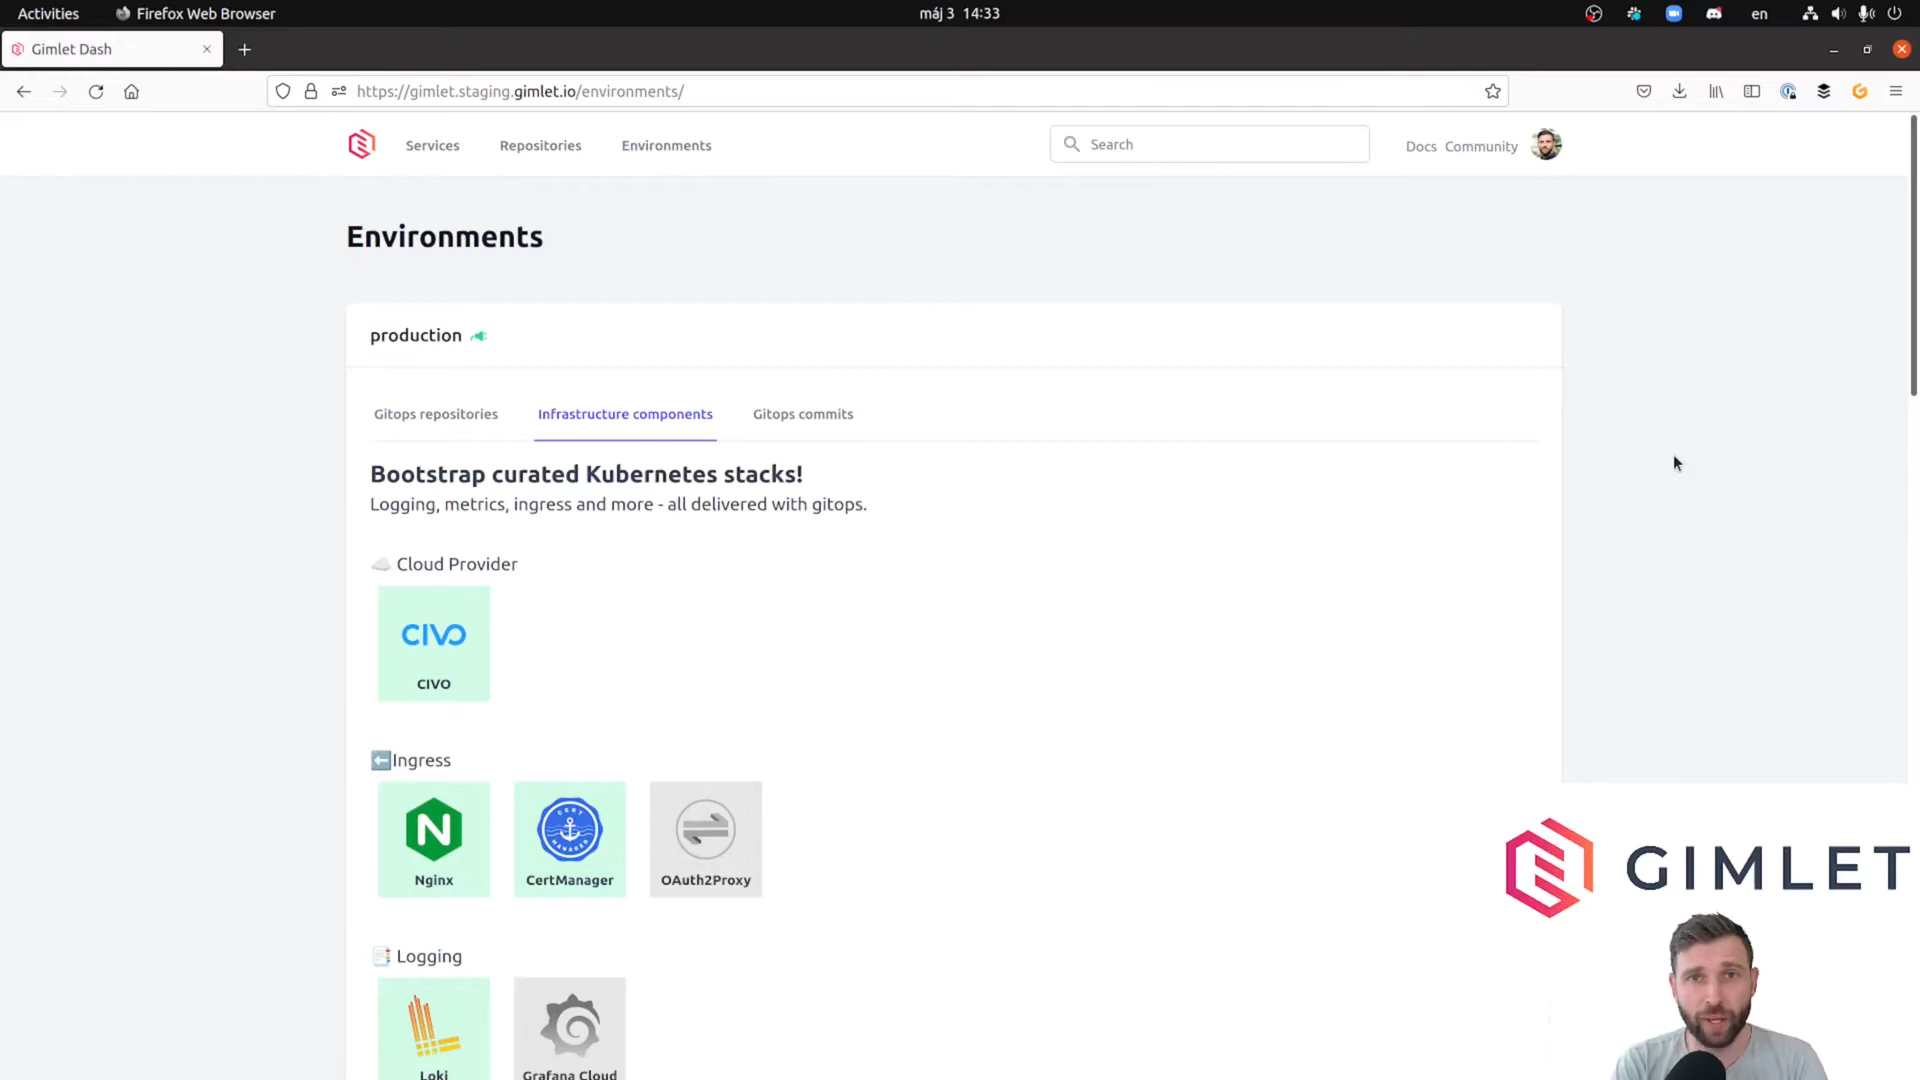 Activities
Firefox Web Browser
máj 3 14:33
en
Gimlet Dash
https://gimlet.staging.gimlet.io/environments/
Services
Repositories
Environments
Search
Docs
Community
Environments
production
Gitops repositories
Infrastructure components
Gitops commits
Bootstrap curated Kubernetes stacks!
Logging, metrics, ingress and more - all delivered with gitops.
Cloud Provider
CIVO
CIVO
Ingress
N
CERT MANAGER
Nginx
CertManager
OAuth2Proxy
Logging
Loki
Grafana Cloud
GIMLET